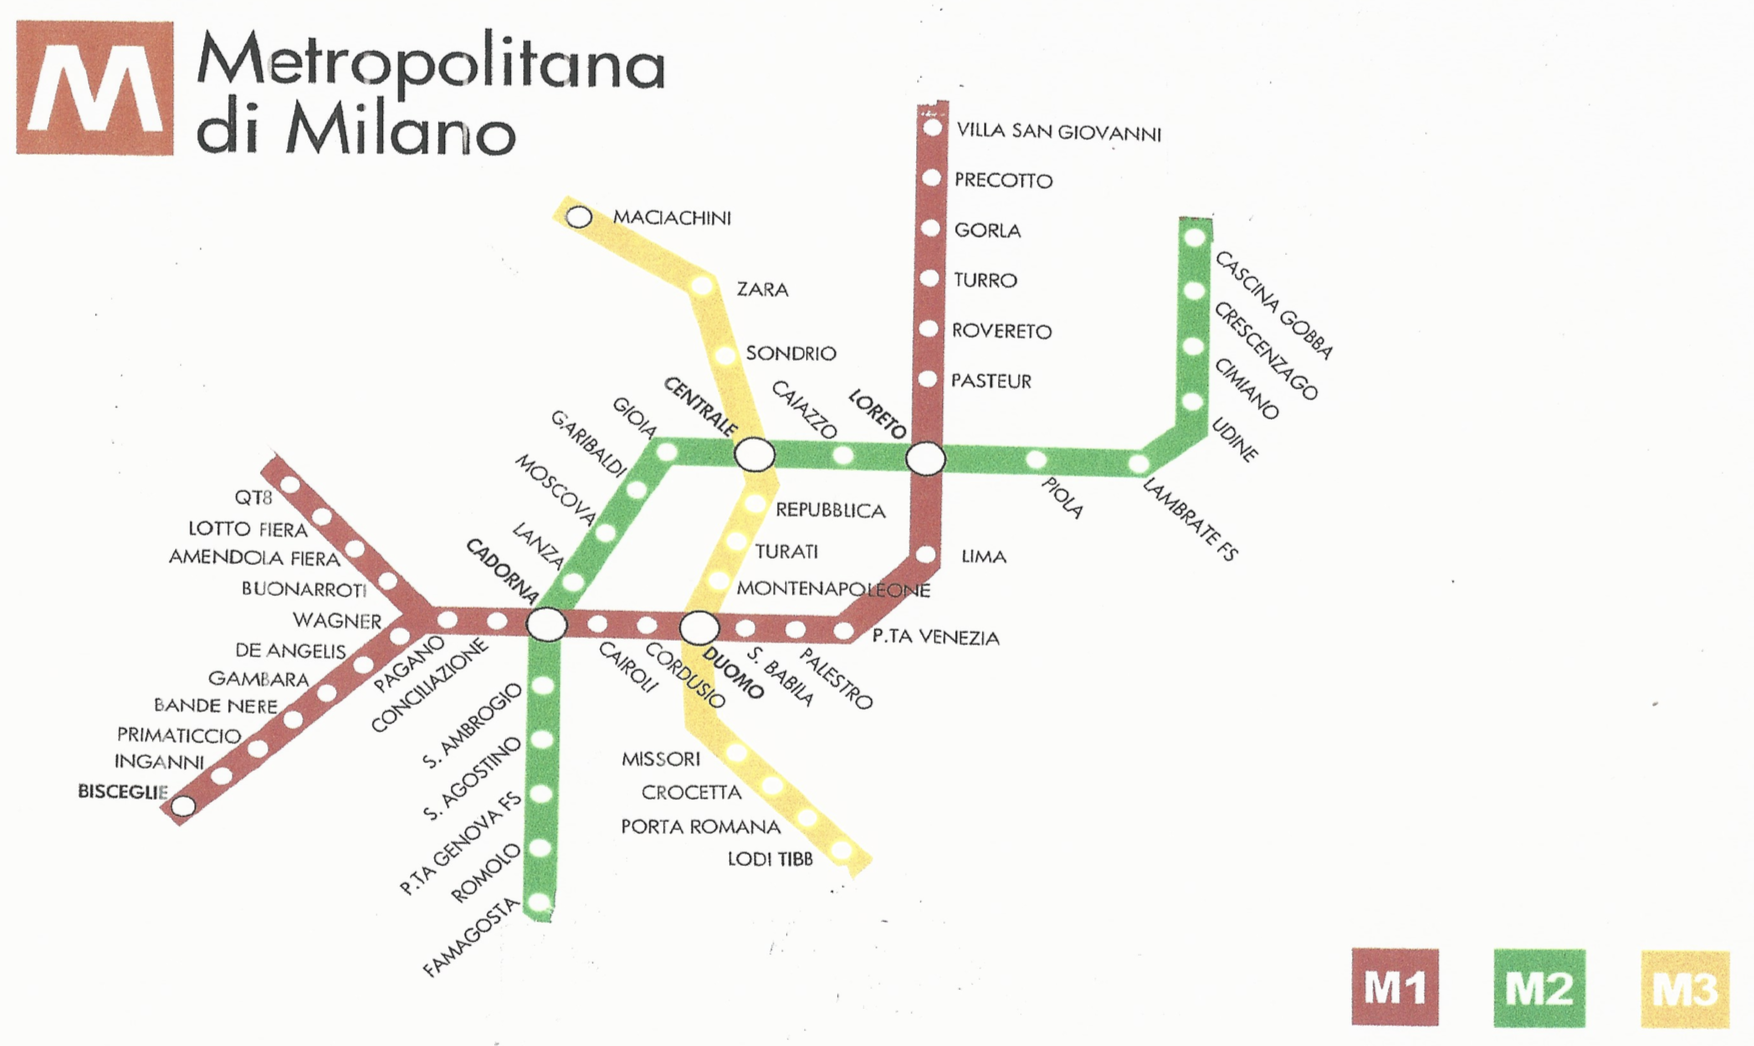 M
Metropolitana
di Milano
VILLA SAN GIOVANNI
PRECOTTO
GORLA
TURRO
ROVERETO
PASTEUR
MACIACHINI
ZARA
SONDRIO
CENTRALE
CAIAZZO
LORETO
CASCINA GOBBA
CRESCENZAGO
CIMIANO
UDINE
LAMBRATE FS
PIOLA
GIOIA
GARIBALDI
MOSCOVA
LANZA
CADORNA
REPUBBLICA
TURATI
MONTENAPOLEONE
LIMA
P.TA VENEZIA
QT8
LOTTO FIERA
AMENDOLA FIERA
BUONARROTI
WAGNER
DE ANGELIS
GAMBARA
BANDE NERE
PRIMATICCIO
INGANNI
BISCEGLIE
PAGANO
CONCILIAZIONE
CAIROLI
CORDUSIO
DUOMO
S. BABILA
PALESTRO
S. AMBROGIO
S. AGOSTINO
P.TA GENOVA FS
ROMOLO
FAMAGOSTA
MISSORI
CROCETTA
PORTA ROMANA
LODI TIBB
M1
M2
M3